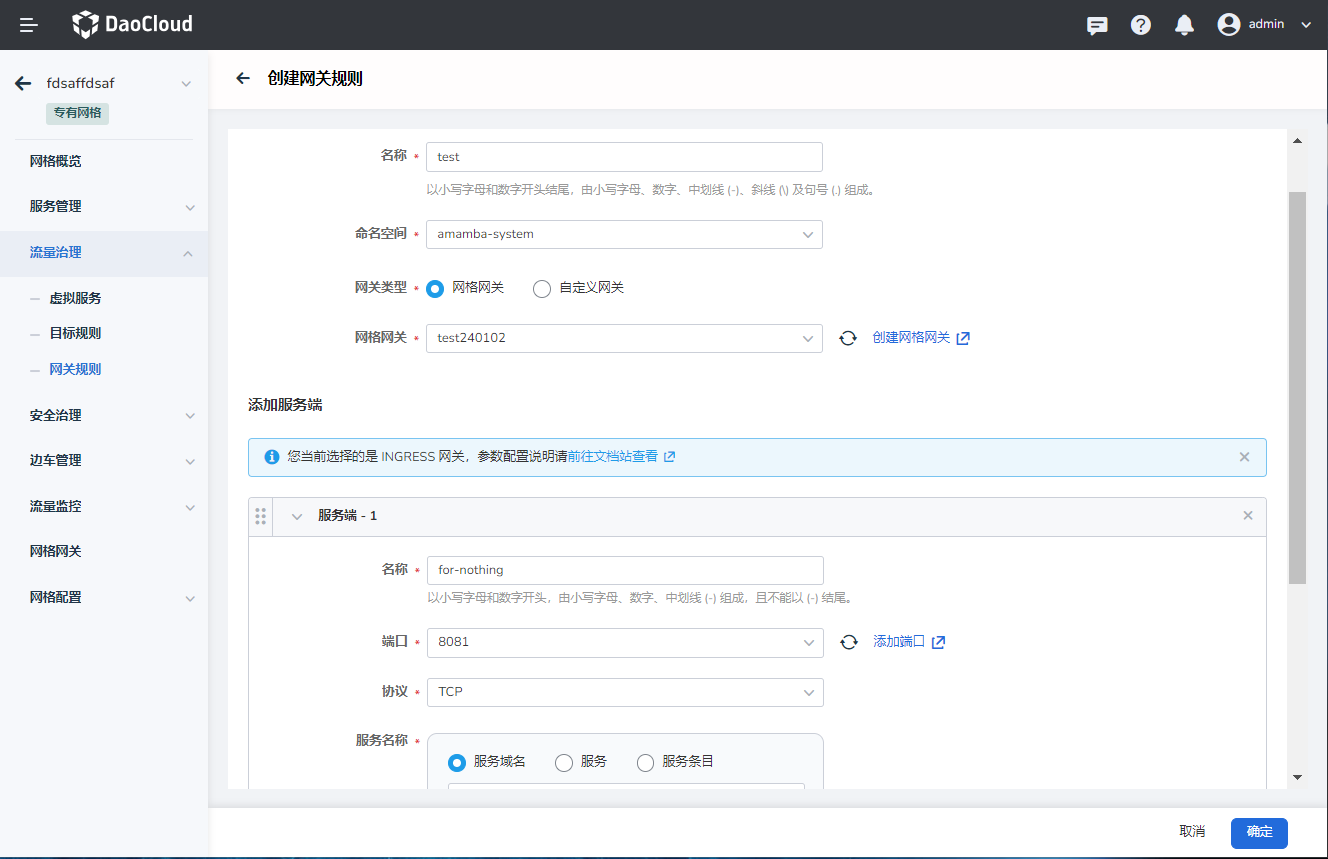 DaoCloud
admin
fdsaffdsaf
专有网格
网格概览
服务管理
流量治理
虚拟服务
目标规则
网关规则
安全治理
边车管理
流量监控
网格网关
网格配置
创建网关规则
名称 * test
以小写字母和数字开头结尾，由小写字母、数字、中划线 (-)、斜线 (\) 及句号 (.) 组成。
命名空间 * amamba-system
网关类型 * 网格网关 自定义网关
网格网关 * test240102 创建网格网关
添加服务端
您当前选择的是 INGRESS 网关，参数配置说明请前往文档站查看
服务端 - 1
名称 * for-nothing
以小写字母和数字开头，由小写字母、数字、中划线 (-) 组成，且不能以 (-) 结尾。
端口 * 8081 添加端口
协议 * TCP
服务名称 *
服务域名 服务 服务条目
取消 确定